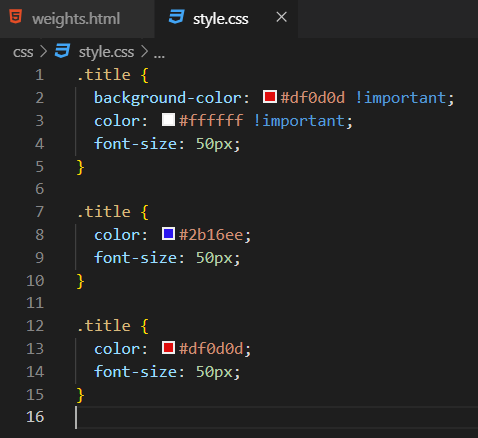 weights.html
style.css
css > style.css > ...
1 .title {
2 background-color: #df0d0d !important;
3 color: #ffffff !important;
4 font-size: 50px;
5 }
6
7 .title {
8 color: #2b16ee;
9 font-size: 50px;
10 }
11
12 .title {
13 color: #df0d0d;
14 font-size: 50px;
15 }
16